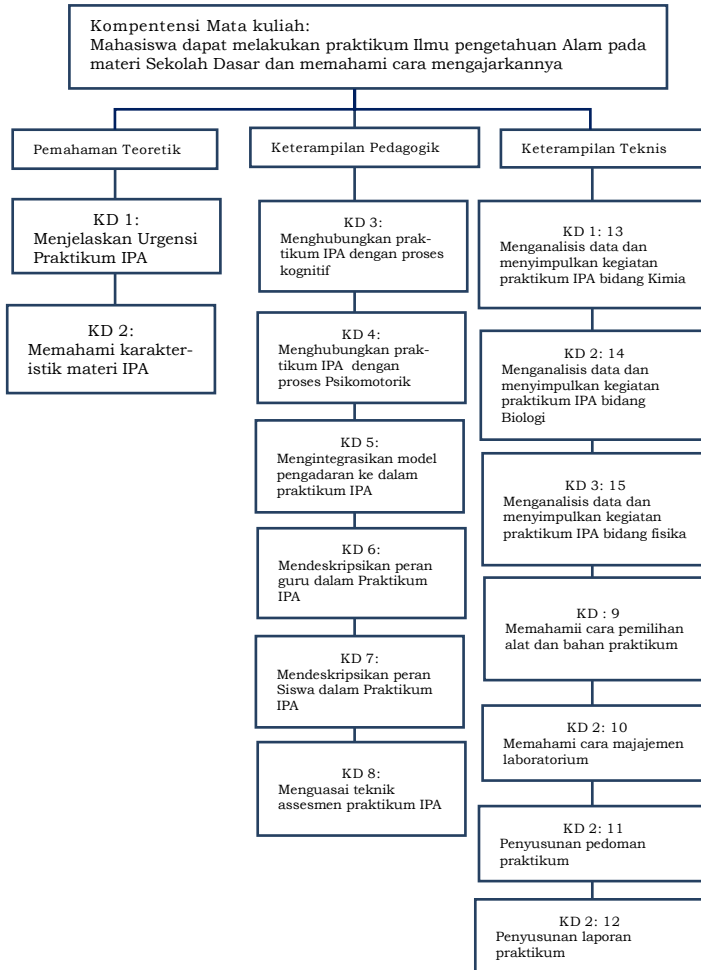 Kompentensi Mata kuliah:
Mahasiswa dapat melakukan praktikum Ilmu pengetahuan Alam pada
materi Sekolah Dasar dan memahami cara mengajarkannya
Pemahaman Teoretik
KD 1:
Menjelaskan Urgensi
Praktikum IPA
KD 2:
Memahami karakter-
istik materi IPA
Keterampilan Pedagogik
KD 3:
Menghubungkan prak-
tikum IPA dengan proses
kognitif
KD 4:
Menghubungkan prak-
tikum IPA dengan
proses Psikomotorik
KD 5:
Mengintegrasikan model
pengadaran ke dalam
praktikum IPA
KD 6:
Mendeskripsikan peran
guru dalam Praktikum
IPA
KD 7:
Mendeskripsikan peran
Siswa dalam Praktikum
IPA
KD 8:
Menguasai teknik
assesmen praktikum IPA
Keterampilan Teknis
KD 1: 13
Menganalisis data dan
menyimpulkan kegiatan
praktikum IPA bidang Kimia
KD 2: 14
Menganalisis data dan
menyimpulkan kegiatan
praktikum IPA bidang
Biologi
KD 3: 15
Menganalisis data dan
menyimpulkan kegiatan
praktikum IPA bidang fisika
KD : 9
Memahamii cara pemilihan
alat dan bahan praktikum
KD 2: 10
Memahami cara majajemen
laboratorium
KD 2: 11
Penyusunan pedoman
praktikum
KD 2: 12
Penyusunan laporan
praktikum